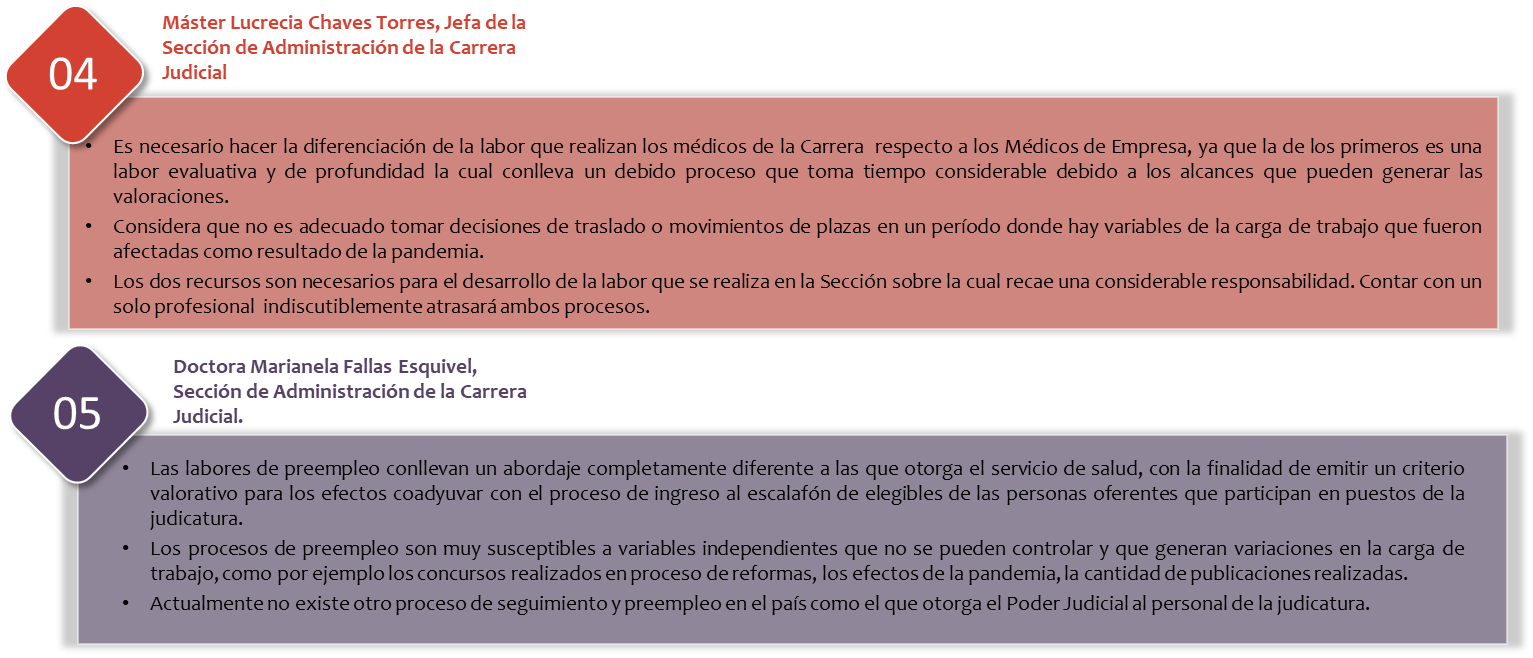 04
Máster Lucrecia Chaves Torres, Jefa de la
Sección de Administración de la Carrera
Judicial
• Es necesario hacer la diferenciación de la labor que realizan los médicos de la Carrera respecto a los Médicos de Empresa, ya que la de los primeros es una
labor evaluativa y de profundidad la cual conlleva un debido proceso que toma tiempo considerable debido a los alcances que pueden generar las
valoraciones.
• Considera que no es adecuado tomar decisiones de traslado o movimientos de plazas en un período donde hay variables de la carga de trabajo que fueron
afectadas como resultado de la pandemia.
• Los dos recursos son necesarios para el desarrollo de la labor que se realiza en la Sección sobre la cual recae una considerable responsabilidad. Contar con un
solo profesional indiscutiblemente atrasará ambos procesos.
05
Doctora Marianela Fallas Esquivel,
Sección de Administración de la Carrera
Judicial.
• Las labores de preempleo conllevan un abordaje completamente diferente a las que otorga el servicio de salud, con la finalidad de emitir un criterio
valorativo para los efectos coadyuvar con el proceso de ingreso al escalafón de elegibles de las personas oferentes que participan en puestos de la
judicatura.
• Los procesos de preempleo son muy susceptibles a variables independientes que no se pueden controlar y que generan variaciones en la carga de
trabajo, como por ejemplo los concursos realizados en proceso de reformas, los efectos de la pandemia, la cantidad de publicaciones realizadas.
• Actualmente no existe otro proceso de seguimiento y preempleo en el país como el que otorga el Poder Judicial al personal de la judicatura.